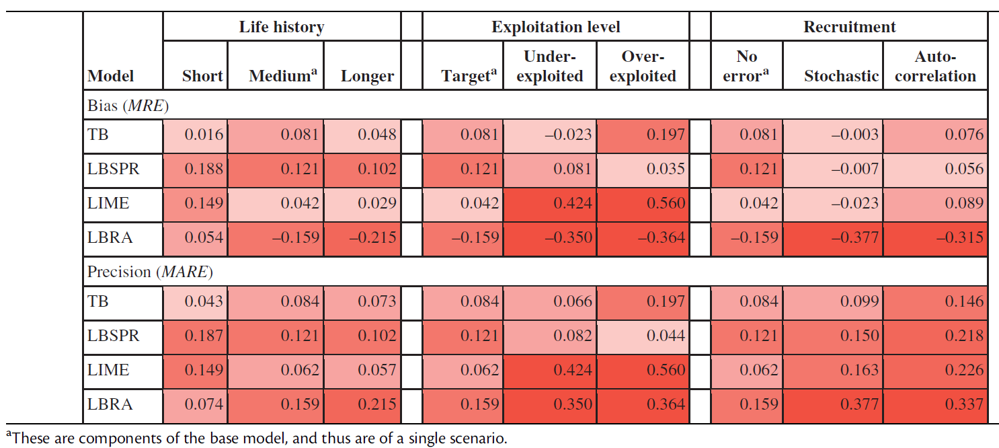 Model Life history Exploitation level Recruitment
Short Mediumᵃ Longer Targetᵃ Under-exploited Over-exploited No errorᵃ Stochastic Auto-correlation
Bias (MRE)
TB 0.016 0.081 0.048 0.081 –0.023 0.197 0.081 –0.003 0.076
LBSPR 0.188 0.121 0.102 0.121 0.081 0.035 0.121 –0.007 0.056
LIME 0.149 0.042 0.029 0.042 0.424 0.560 0.042 –0.023 0.089
LBRA 0.054 –0.159 –0.215 –0.159 –0.350 –0.364 –0.159 –0.377 –0.315
Precision (MARE)
TB 0.043 0.084 0.073 0.084 0.066 0.197 0.084 0.099 0.146
LBSPR 0.187 0.121 0.102 0.121 0.082 0.044 0.121 0.150 0.218
LIME 0.149 0.062 0.057 0.062 0.424 0.560 0.062 0.163 0.226
LBRA 0.074 0.159 0.215 0.159 0.350 0.364 0.159 0.377 0.337
ᵃThese are components of the base model, and thus are of a single scenario.